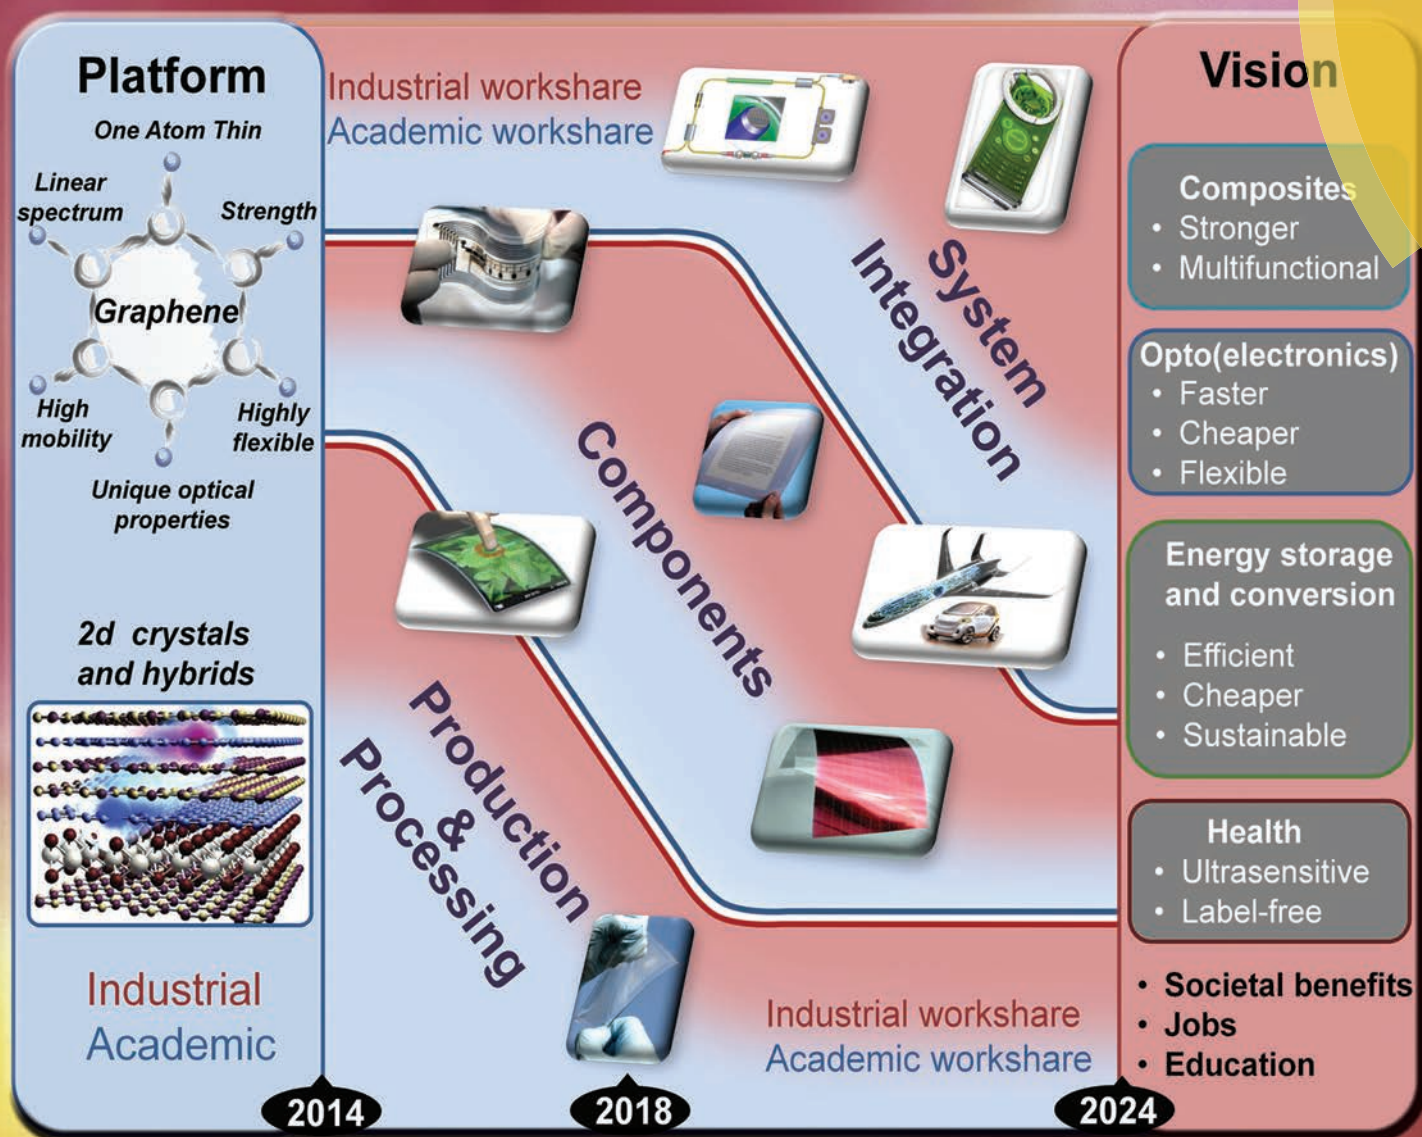 Platform
One Atom Thin
Linear
spectrum
Strength
Graphene
High
mobility
Highly
flexible
Unique optical
properties
2d crystals
and hybrids
Industrial
Academic
Industrial workshare
Academic workshare
System
Integration
Components
Production
&
Processing
Industrial workshare
Academic workshare
2014
2018
2024
Vision
Composites
• Stronger
• Multifunctional
Opto(electronics)
• Faster
• Cheaper
• Flexible
Energy storage
and conversion
• Efficient
• Cheaper
• Sustainable
Health
• Ultrasensitive
• Label-free
• Societal benefits
• Jobs
• Education